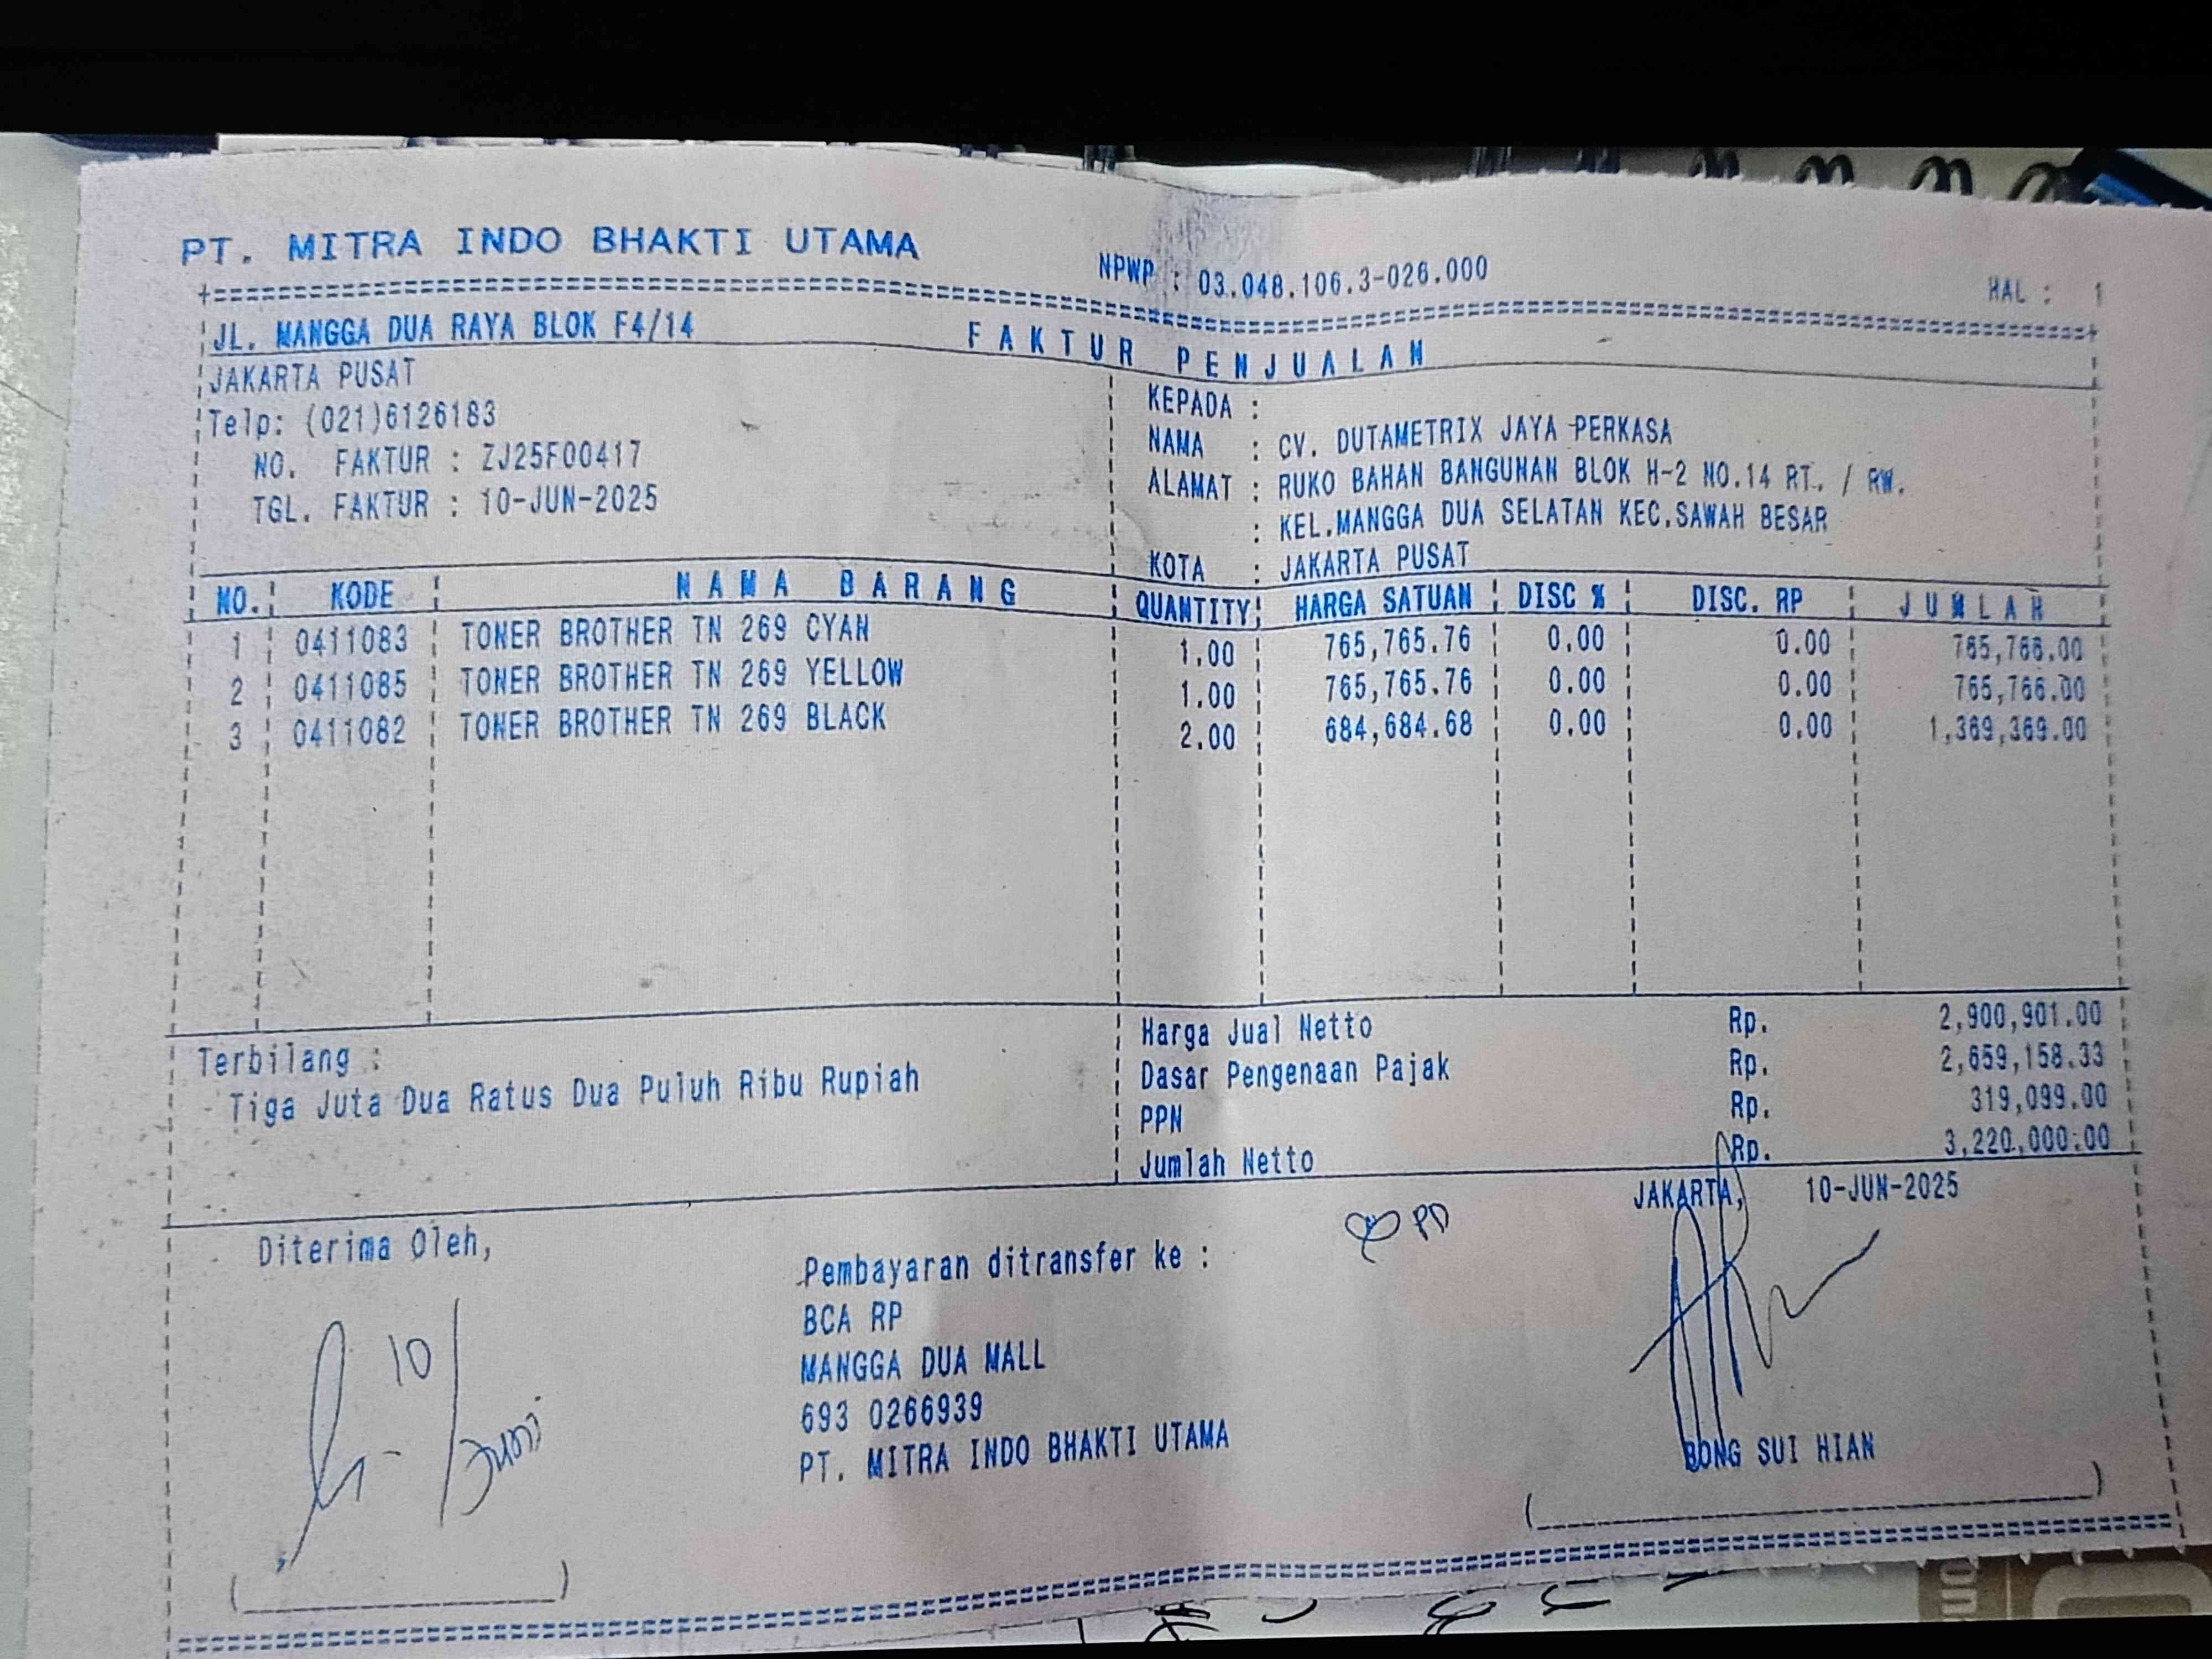 PT. MITRA INDO BHAKTI UTAMA
NPWP : 03.048.106.3-026.000
HAL : 1
JL. MANGGA DUA RAYA BLOK F4/14
FAKTUR PENJUALAN
JAKARTA PUSAT
Telp: (021)6126183
NO. FAKTUR : ZJ25F00417
TGL. FAKTUR : 10-JUN-2025
KEPADA :
NAMA : CV. DUTAMETRIX JAYA PERKASA
ALAMAT : RUKO BAHAN BANGUNAN BLOK H-2 NO.14 RT. / RW.
: KEL.MANGGA DUA SELATAN KEC.SAWAH BESAR
KOTA : JAKARTA PUSAT
NO. KODE NAMA BARANG QUANTITY HARGA SATUAN DISC % DISC. RP JUMLAH
1 0411083 TONER BROTHER TN 269 CYAN 1.00 765,765.76 0.00 0.00 765,766.00
2 0411085 TONER BROTHER TN 269 YELLOW 1.00 765,765.76 0.00 0.00 765,766.00
3 0411082 TONER BROTHER TN 269 BLACK 2.00 684,684.68 0.00 0.00 1,369,369.00
Terbilang :
- Tiga Juta Dua Ratus Dua Puluh Ribu Rupiah
Harga Jual Netto Rp. 2,900,901.00
Dasar Pengenaan Pajak Rp. 2,659,158.33
PPN Rp. 319,099.00
Jumlah Netto Rp. 3,220,000.00
JAKARTA, 10-JUN-2025
Diterima Oleh,
10/Juni
Pembayaran ditransfer ke :
BCA RP
MANGGA DUA MALL
693 0266939
PT. MITRA INDO BHAKTI UTAMA
PD
BONG SUI HIAN